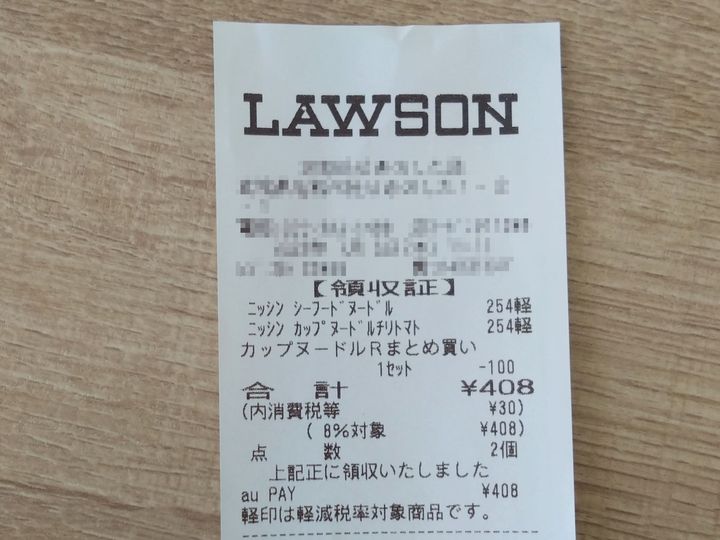 LAWSON
【領収証】
ﾆｯｼﾝ ｼｰﾌｰﾄﾞﾇｰﾄﾞﾙ 254軽
ﾆｯｼﾝ ｶｯﾌﾟﾇｰﾄﾞﾙﾁﾘﾄﾏﾄ 254軽
カップヌードルRまとめ買い
1ｾｯﾄ -100
合 計 ¥408
(内消費税等 ¥30)
( 8%対象 ¥408)
点 数 2個
上記正に領収いたしました
au PAY ¥408
軽印は軽減税率対象商品です。